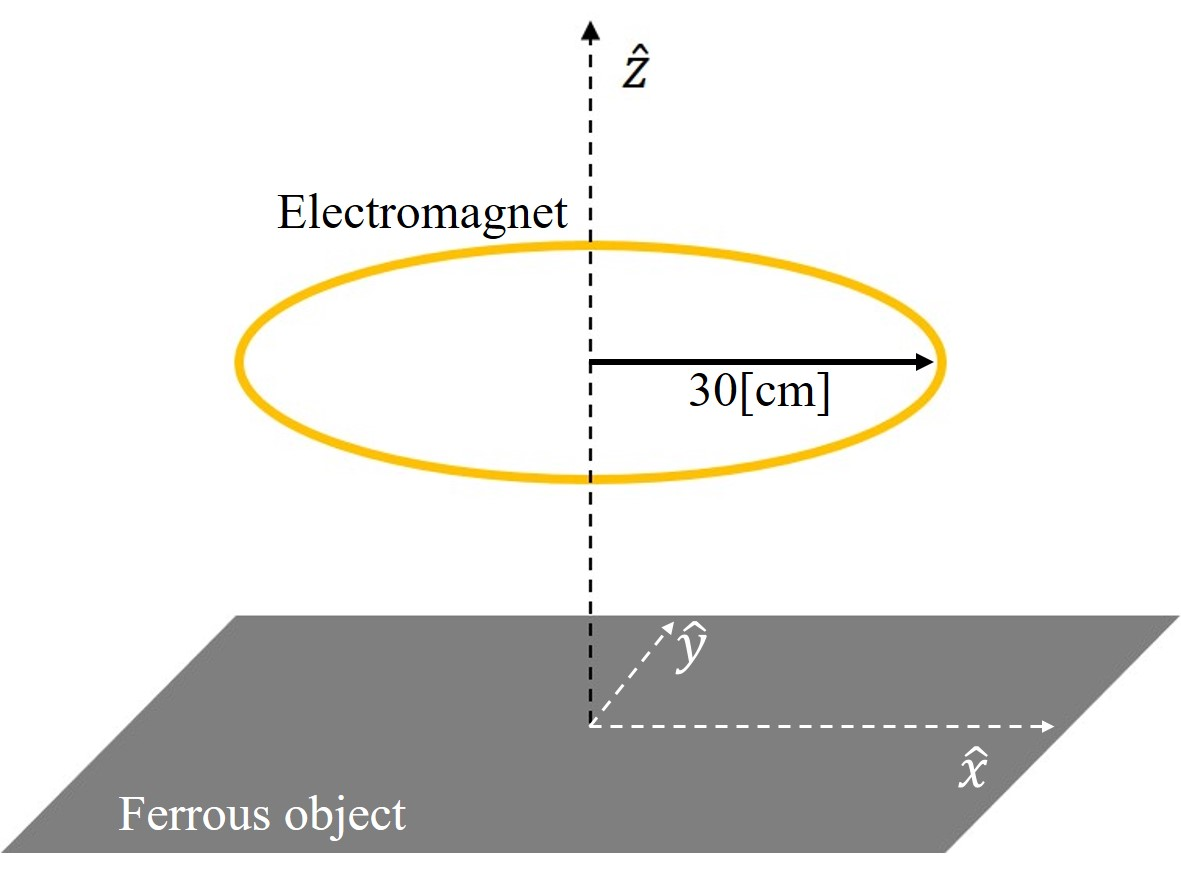 ẑ
Electromagnet
30[cm]
ŷ
x̂
Ferrous object